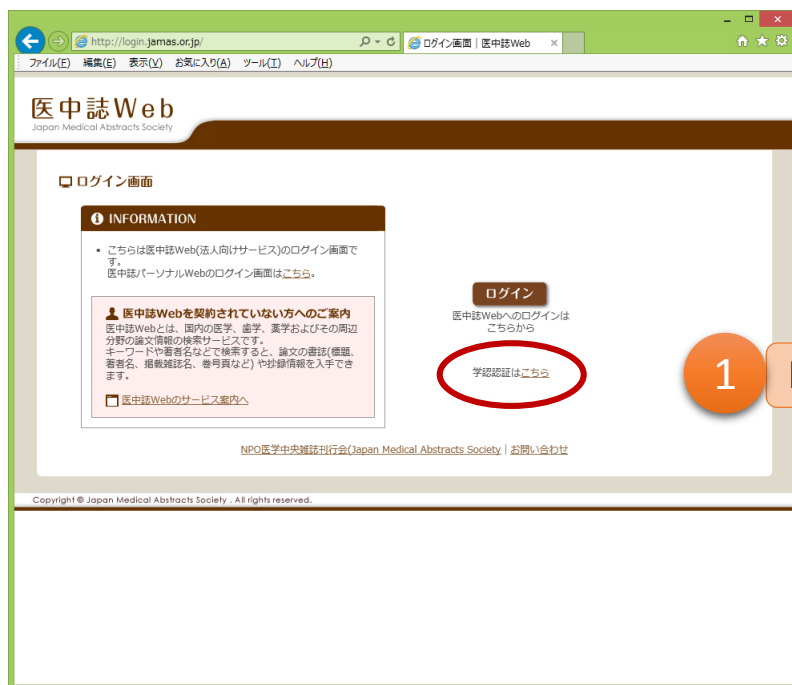 http://login.jamas.or.jp/
ログイン画面 | 医中誌Web
ファイル(F) 編集(E) 表示(V) お気に入り(A) ツール(T) ヘルプ(H)
医中誌Web
Japan Medical Abstracts Society
ログイン画面
INFORMATION
• こちらは医中誌Web(法人向けサービス)のログイン画面で
す。
医中誌パーソナルWebのログイン画面はこちら。
医中誌Webを契約されていない方へのご案内
医中誌Webとは、国内の医学、歯学、薬学およびその周辺
分野の論文情報の検索サービスです。
キーワードや著者名などで検索すると、論文の書誌(標題、
著者名、掲載雑誌名、巻号頁など) や抄録情報を入手でき
ます。
医中誌Webのサービス案内へ
ログイン
医中誌Webへのログインは
こちらから
学認認証はこちら
1
NPO医学中央雑誌刊行会(Japan Medical Abstracts Society | お問い合わせ
Copyright © Japan Medical Abstracts Society . All rights reserved.